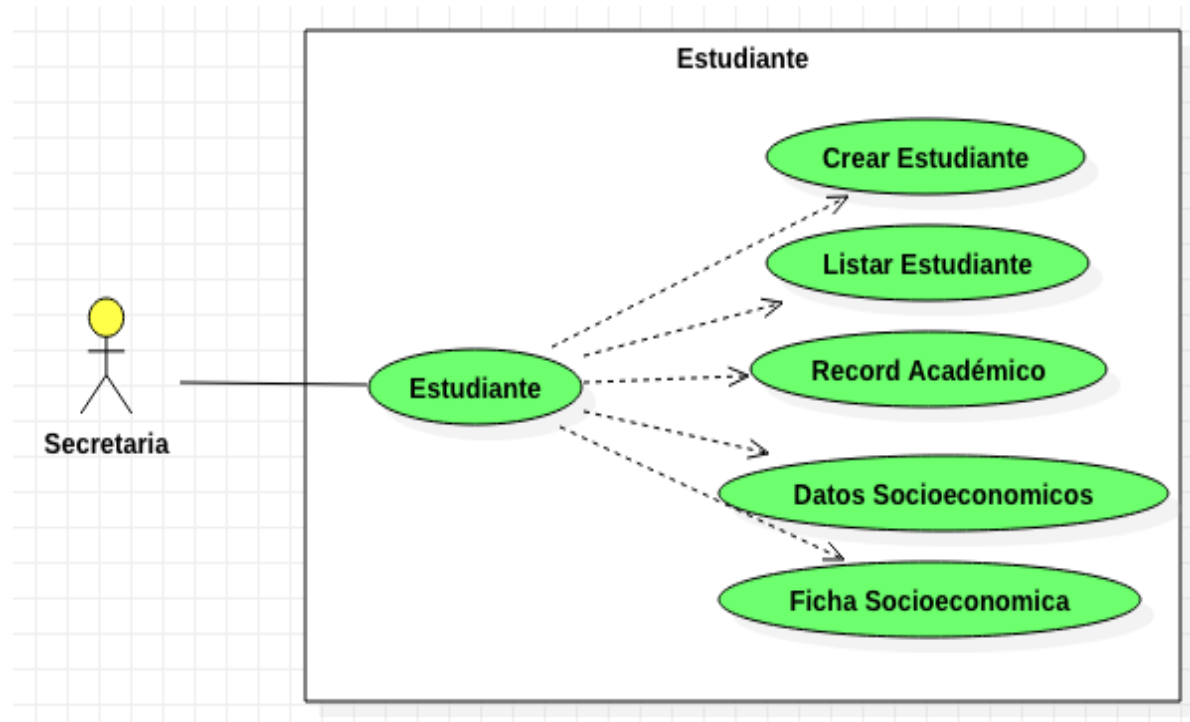 Estudiante
Crear Estudiante
Listar Estudiante
Record Académico
Estudiante
Secretaria
Datos Socioeconomicos
Ficha Socioeconomica